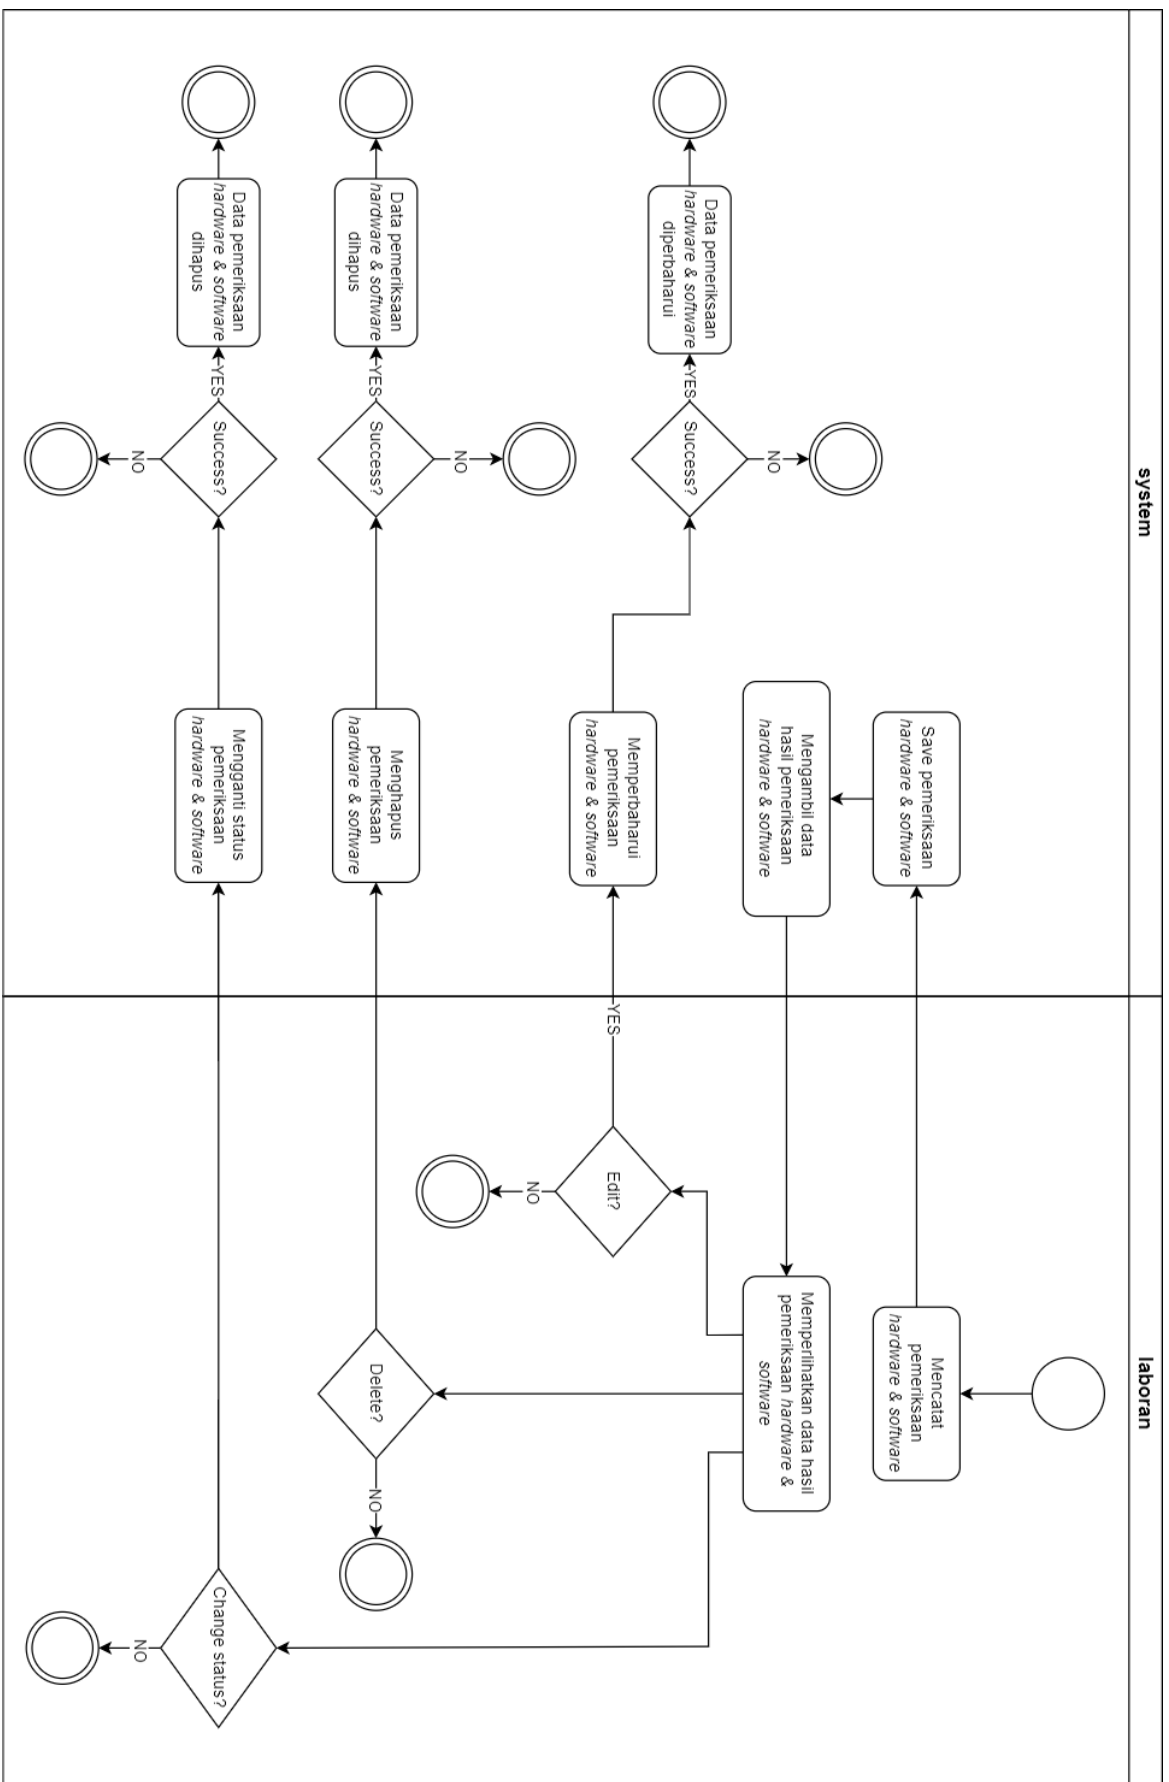 system
laboran
Mencatat
pemeriksaan
hardware & software
Save pemeriksaan
hardware & software
Mengambil data
hasil pemeriksaan
hardware & software
Memperlihatkan data hasil
pemeriksaan hardware &
software
Edit?
YES
NO
Memperbaharui
pemeriksaan
hardware & software
Success?
NO
YES
Data pemeriksaan
hardware & software
diperbaharui
Delete?
NO
Menghapus
pemeriksaan
hardware & software
Success?
NO
YES
Data pemeriksaan
hardware & software
dihapus
Change status?
NO
Mengganti status
pemeriksaan
hardware & software
Success?
NO
YES
Data pemeriksaan
hardware & software
dihapus